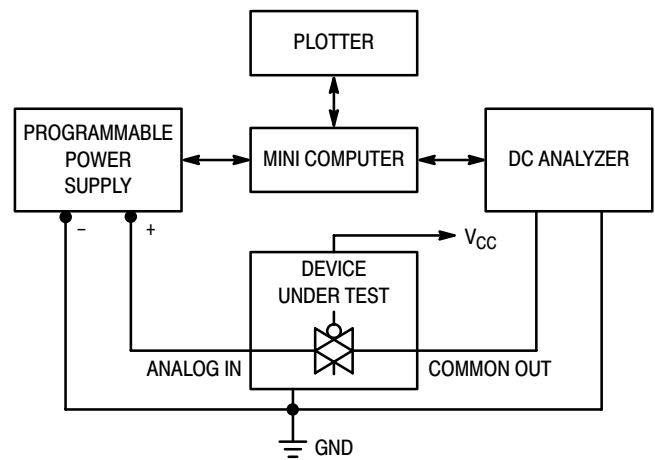 PLOTTER
PROGRAMMABLE
POWER
SUPPLY
MINI COMPUTER
DC ANALYZER
– +
VCC
DEVICE
UNDER TEST
ANALOG IN
COMMON OUT
GND